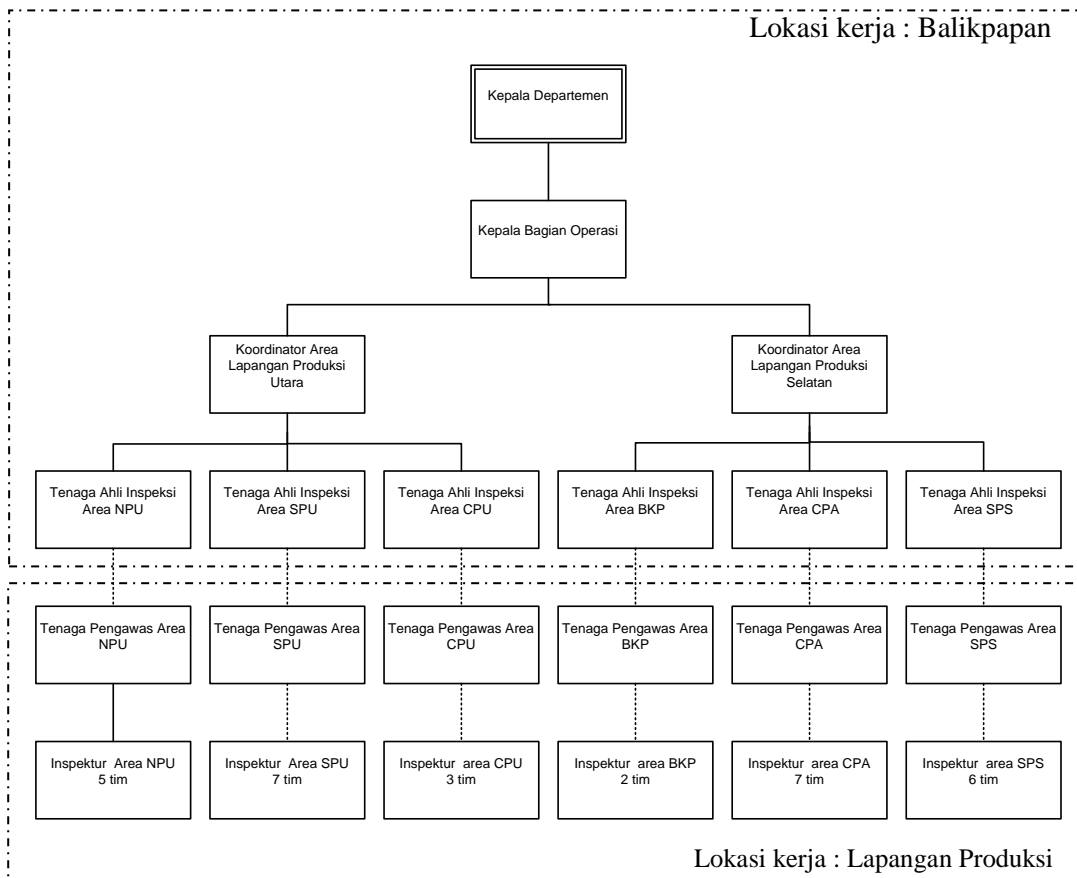 Lokasi kerja : Balikpapan
Kepala Departemen
Kepala Bagian Operasi
Koordinator Area
Lapangan Produksi
Utara
Koordinator Area
Lapangan Produksi
Selatan
Tenaga Ahli Inspeksi
Area NPU
Tenaga Ahli Inspeksi
Area SPU
Tenaga Ahli Inspeksi
Area CPU
Tenaga Ahli Inspeksi
Area BKP
Tenaga Ahli Inspeksi
Area CPA
Tenaga Ahli Inspeksi
Area SPS
Tenaga Pengawas Area
NPU
Tenaga Pengawas Area
SPU
Tenaga Pengawas Area
CPU
Tenaga Pengawas Area
BKP
Tenaga Pengawas Area
CPA
Tenaga Pengawas Area
SPS
Inspektur Area NPU
5 tim
Inspektur Area SPU
7 tim
Inspektur area CPU
3 tim
Inspektur area BKP
2 tim
Inspektur area CPA
7 tim
Inspektur area SPS
6 tim
Lokasi kerja : Lapangan Produksi